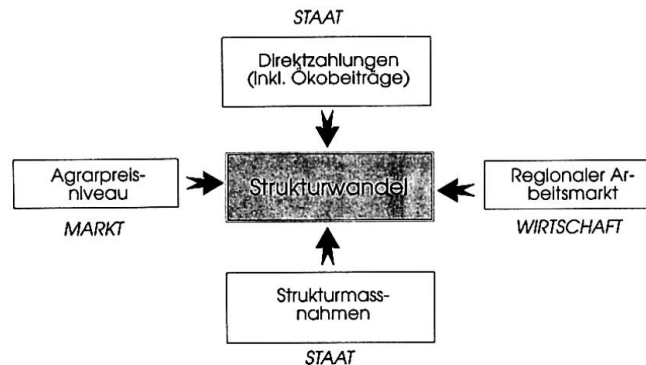 STAAT
Direktzahlungen
(inkl. Ökobeiträge)
Agrarpreis-
niveau
MARKT
Strukturwandel
Regionaler Ar-
beitsmarkt
WIRTSCHAFT
Strukturmass-
nahmen
STAAT